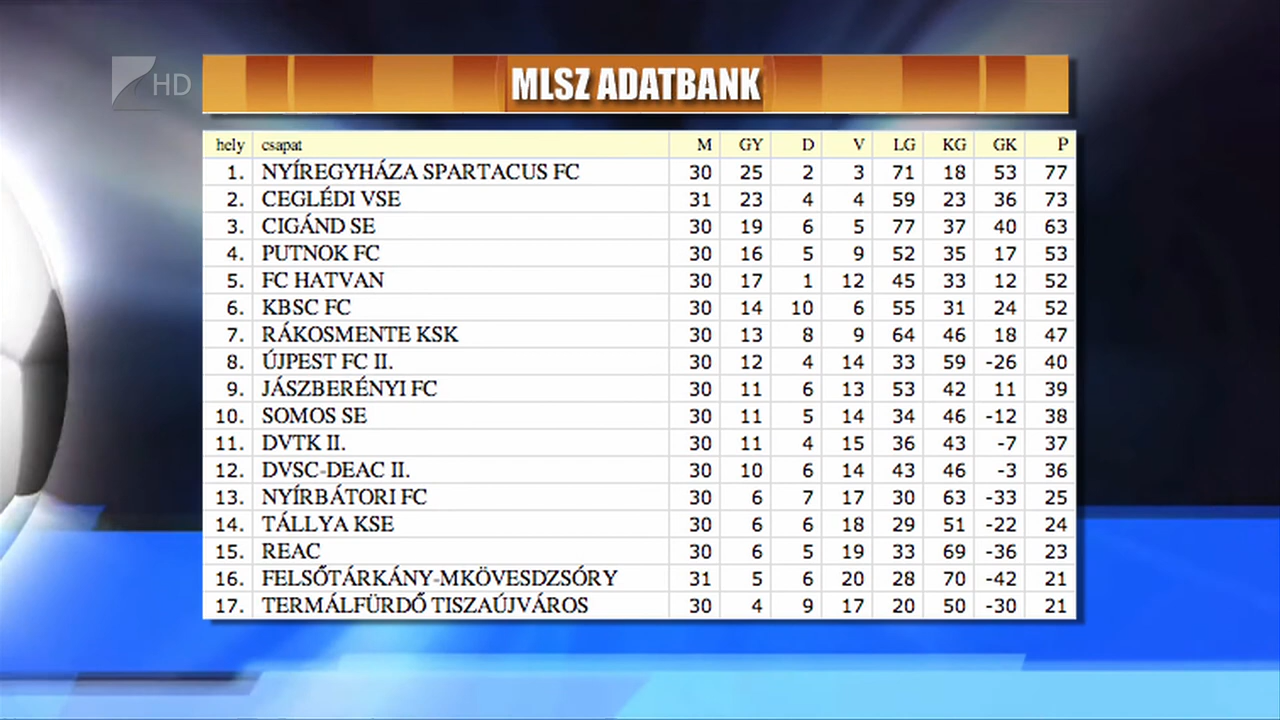 HD
MLSZ ADATBANK
hely csapat M GY D V LG KG GK P
1. NYÍREGYHÁZA SPARTACUS FC 30 25 2 3 71 18 53 77
2. CEGLÉDI VSE 31 23 4 4 59 23 36 73
3. CIGÁND SE 30 19 6 5 77 37 40 63
4. PUTNOK FC 30 16 5 9 52 35 17 53
5. FC HATVAN 30 17 1 12 45 33 12 52
6. KBSC FC 30 14 10 6 55 31 24 52
7. RÁKOSMENTE KSK 30 13 8 9 64 46 18 47
8. ÚJPEST FC II. 30 12 4 14 33 59 -26 40
9. JÁSZBERÉNYI FC 30 11 6 13 53 42 11 39
10. SOMOS SE 30 11 5 14 34 46 -12 38
11. DVTK II. 30 11 4 15 36 43 -7 37
12. DVSC-DEAC II. 30 10 6 14 43 46 -3 36
13. NYÍRBÁTORI FC 30 6 7 17 30 63 -33 25
14. TÁLLYA KSE 30 6 6 18 29 51 -22 24
15. REAC 30 6 5 19 33 69 -36 23
16. FELSŐTÁRKÁNY-MKÖVESDZSÓRY 31 5 6 20 28 70 -42 21
17. TERMÁLFÜRDŐ TISZAÚJVÁROS 30 4 9 17 20 50 -30 21